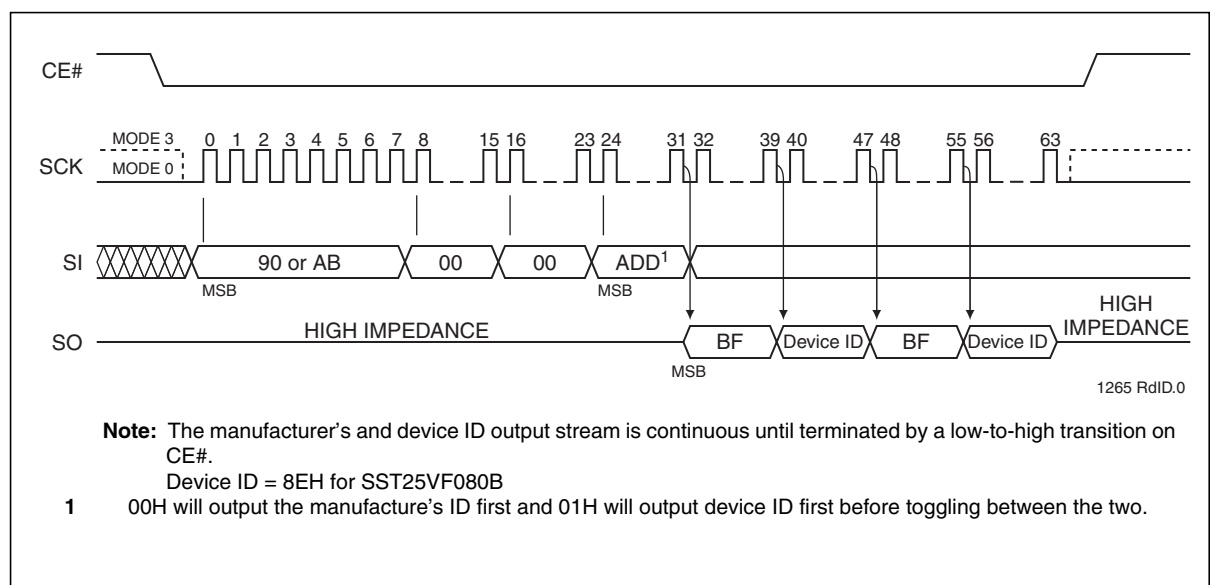 CE#
MODE 3 0 1 2 3 4 5 6 7 8 15 16 23 24 31 32 39 40 47 48 55 56 63
SCK MODE 0
SI 90 or AB 00 00 ADD1
MSB MSB
HIGH IMPEDANCE
HIGH IMPEDANCE
SO BF Device ID BF Device ID
MSB
1265 RdID.0
Note: The manufacturer's and device ID output stream is continuous until terminated by a low-to-high transition on
CE#.
Device ID = 8EH for SST25VF080B
1 00H will output the manufacture's ID first and 01H will output device ID first before toggling between the two.